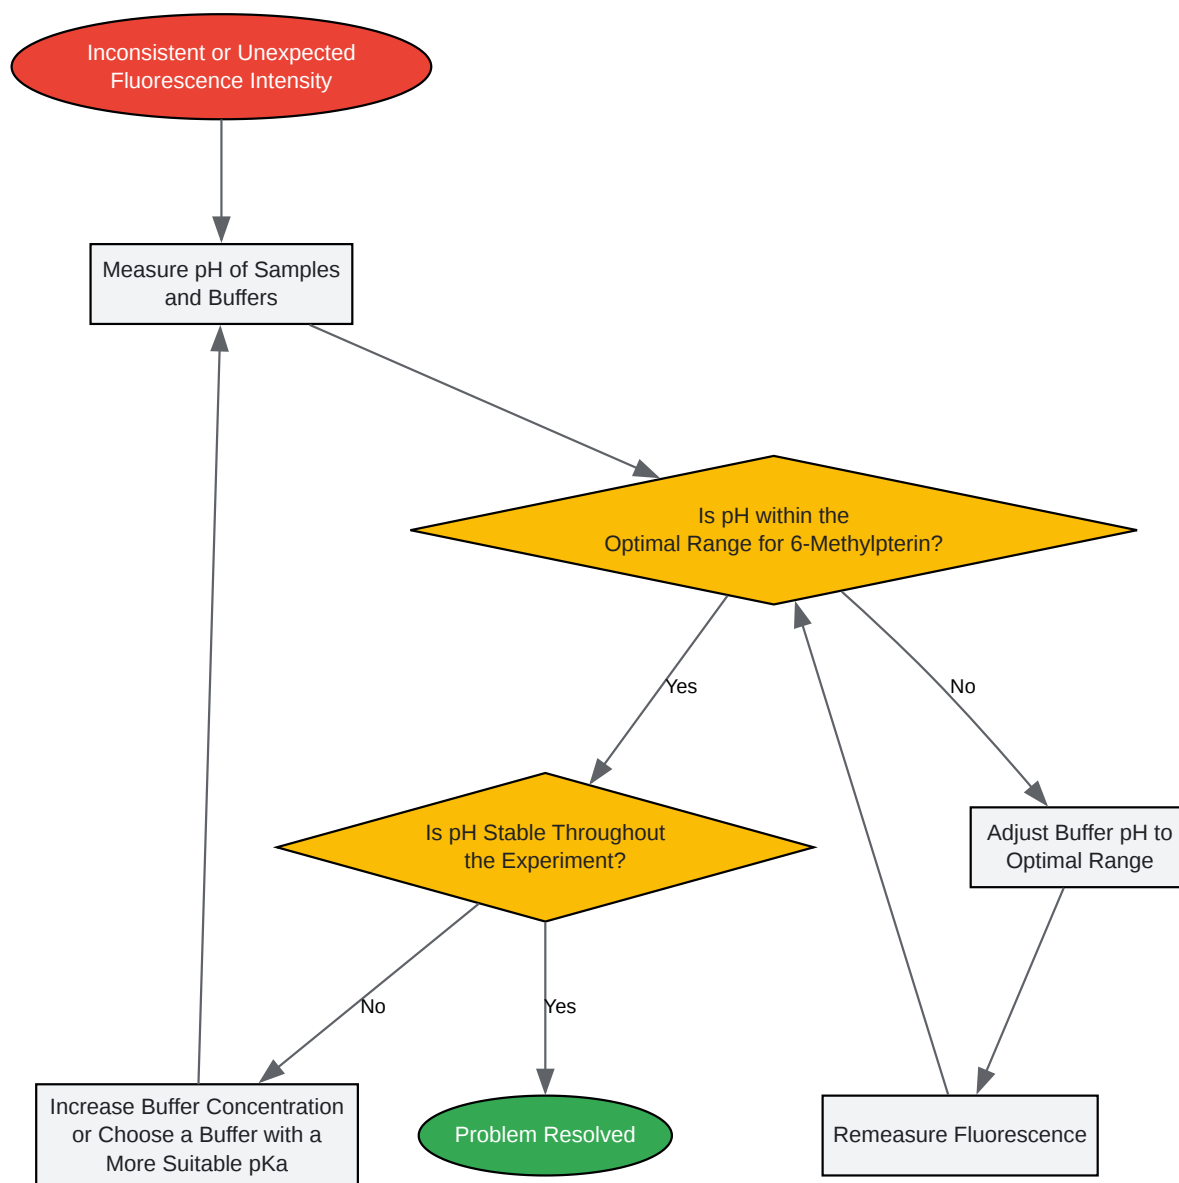 Inconsistent or Unexpected
Fluorescence Intensity
Measure pH of Samples
and Buffers
Is pH within the
Optimal Range for 6-Methylpterin?
Yes
No
Is pH Stable Throughout
the Experiment?
Adjust Buffer pH to
Optimal Range
No
Yes
Increase Buffer Concentration
or Choose a Buffer with a
More Suitable pKa
Problem Resolved
Remeasure Fluorescence